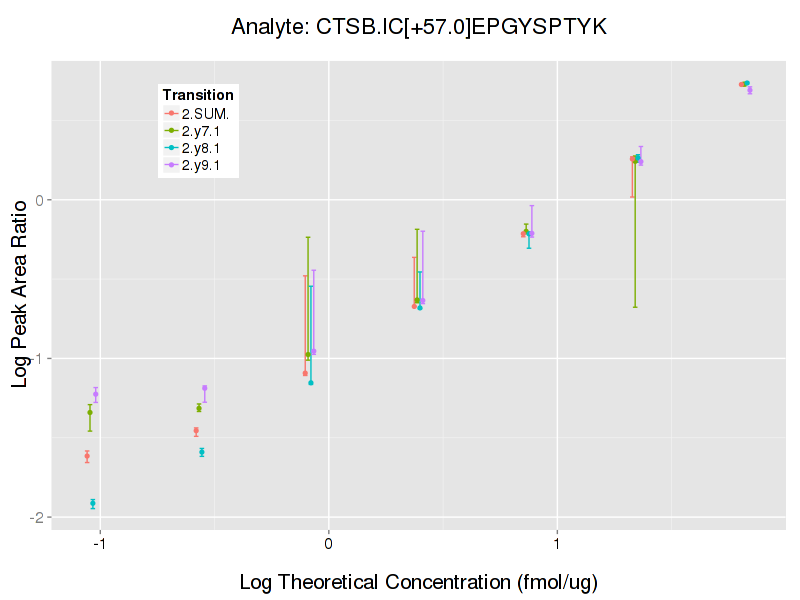 Analyte: CTSB.IC[+57.0]EPGYSPTYK
Transition
2.SUM.
2.y7.1
2.y8.1
2.y9.1
Log Peak Area Ratio
0
-1
-2
-1
0
1
Log Theoretical Concentration (fmol/ug)